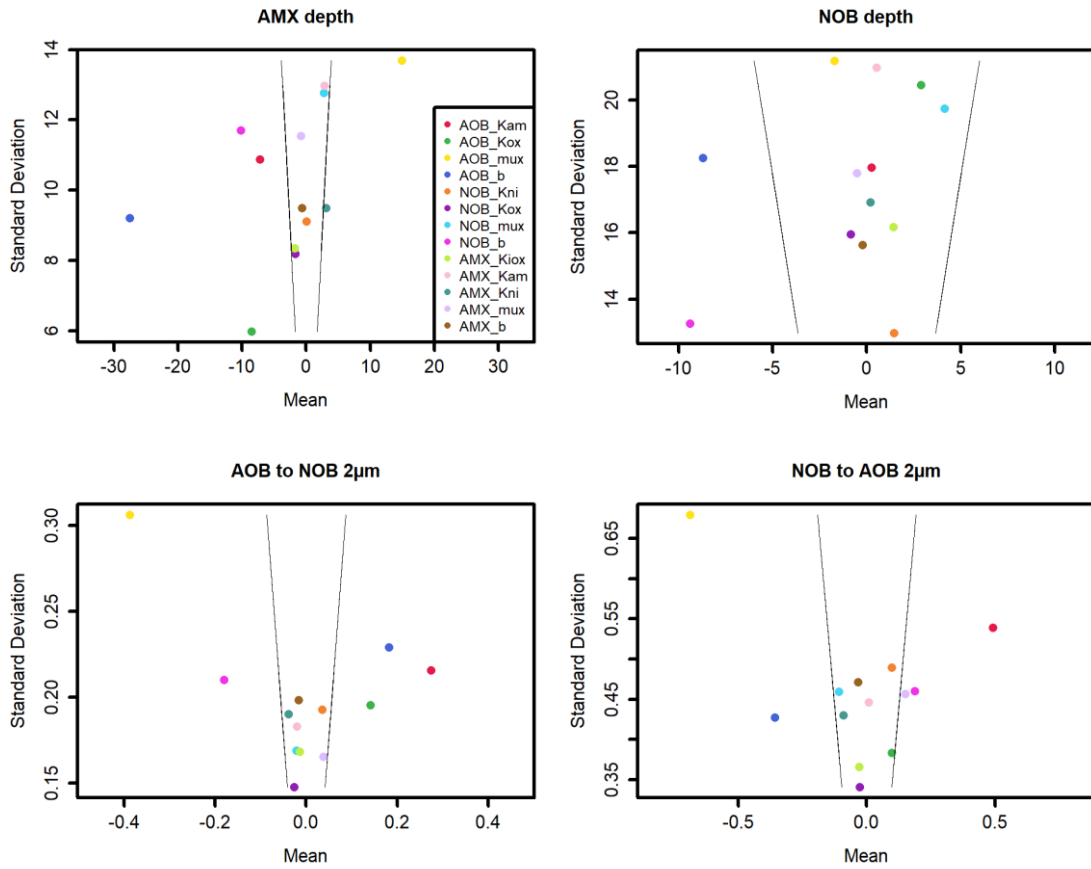 AMX depth
Standard Deviation
14
12
10
8
6
AOB_Kam
AOB_Kox
AOB_mux
AOB_b
NOB_Kni
NOB_Kox
NOB_mux
NOB_b
AMX_Kiox
AMX_Kam
AMX_Kni
AMX_mux
AMX_b
-30 -20 -10 0 10 20 30
Mean
NOB depth
Standard Deviation
20
18
16
14
-10 -5 0 5 10
Mean
AOB to NOB 2µm
Standard Deviation
0.30
0.25
0.20
0.15
-0.4 -0.2 0.0 0.2 0.4
Mean
NOB to AOB 2µm
Standard Deviation
0.65
0.55
0.45
0.35
-0.5 0.0 0.5
Mean